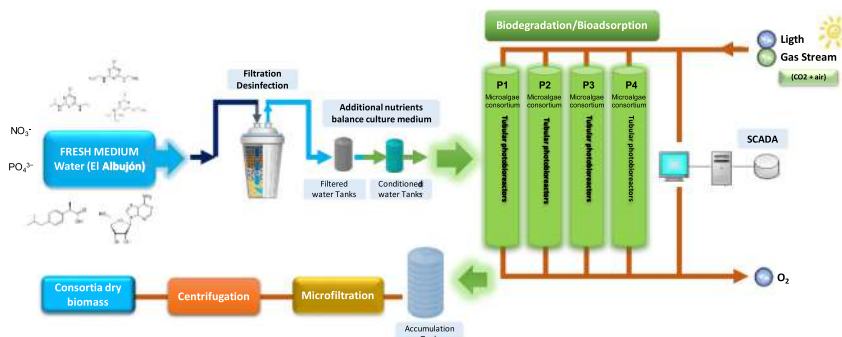 Biodegradation/Bioadsorption
Ligth
Gas Stream
(CO2 + air)
Filtration
Desinfection
Additional nutrients
balance culture medium
NO3-
PO4 3-
FRESH MEDIUM
Water (El Albujón)
Filtered
water Tanks
Conditioned
water Tanks
P1
Microalgae
consortium
Tubular photobioreactors
P2
Microalgae
consortium
Tubular photobioreactors
P3
Microalgae
consortium
Tubular photobioreactors
P4
Microalgae
consortium
Tubular photobioreactors
SCADA
O2
Consortia dry
biomass
Centrifugation
Microfiltration
Accumulation